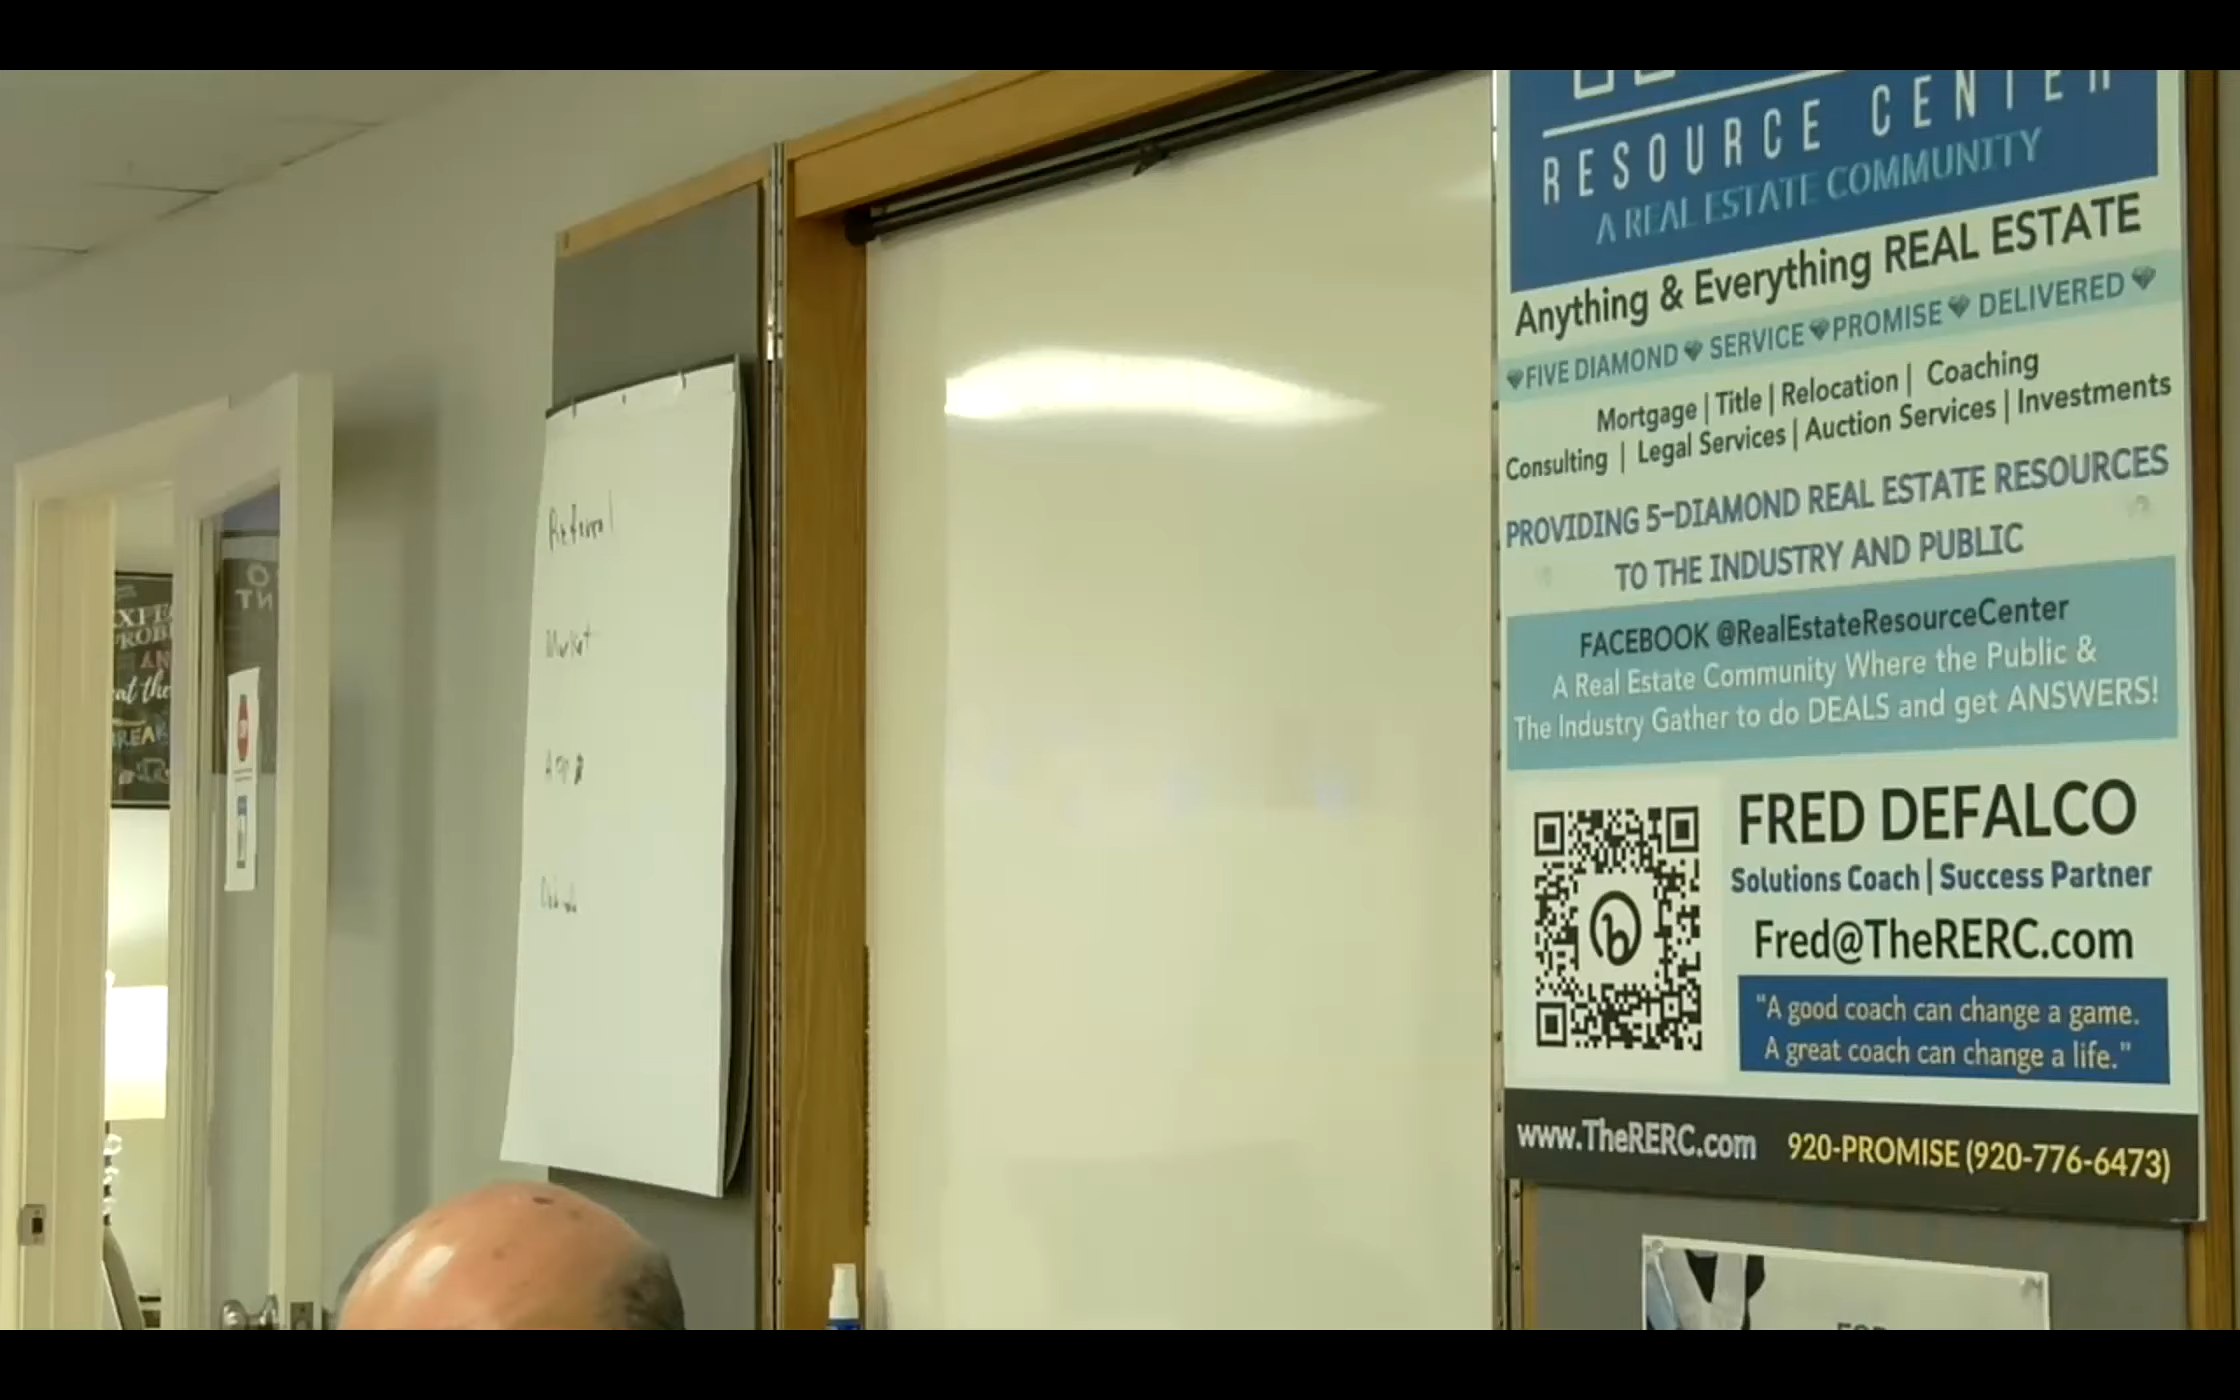 Referral
Market
RESOURCE CENTER
A REAL ESTATE COMMUNITY
Anything & Everything REAL ESTATE
FIVE DIAMOND SERVICE PROMISE DELIVERED
Mortgage | Title | Relocation | Coaching
Consulting | Legal Services | Auction Services | Investments
PROVIDING 5-DIAMOND REAL ESTATE RESOURCES
TO THE INDUSTRY AND PUBLIC
FACEBOOK @RealEstateResourceCenter
A Real Estate Community Where the Public &
The Industry Gather to do DEALS and get ANSWERS!
FRED DEFALCO
Solutions Coach | Success Partner
Fred@TheRERC.com
"A good coach can change a game.
A great coach can change a life."
www.TheRERC.com 920-PROMISE (920-776-6473)